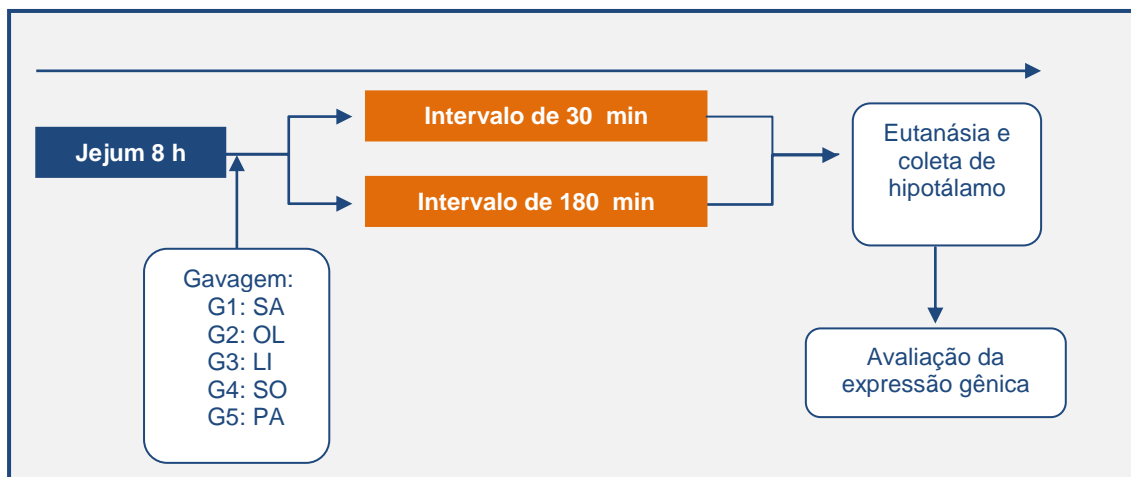 Jejum 8 h
Intervalo de 30 min
Intervalo de 180 min
Gavagem:
G1: SA
G2: OL
G3: LI
G4: SO
G5: PA
Eutanásia e
coleta de
hipotálamo
Avaliação da
expressão gênica